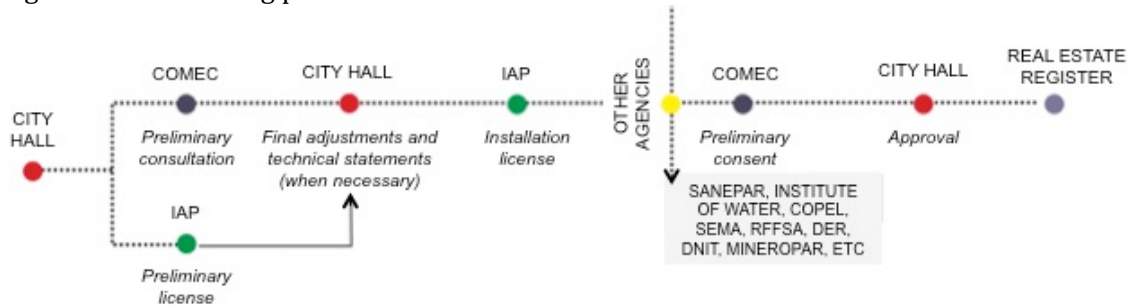 CITY
HALL
COMEC
Preliminary
consultation
IAP
Preliminary
license
CITY HALL
Final adjustments and
technical statements
(when necessary)
IAP
Installation
license
OTHER
AGENCIES
SANEPAR, INSTITUTE
OF WATER, COPEL,
SEMA, RFFSA, DER,
DNIT, MINEROPAR, ETC
COMEC
Preliminary
consent
CITY HALL
Approval
REAL ESTATE
REGISTER